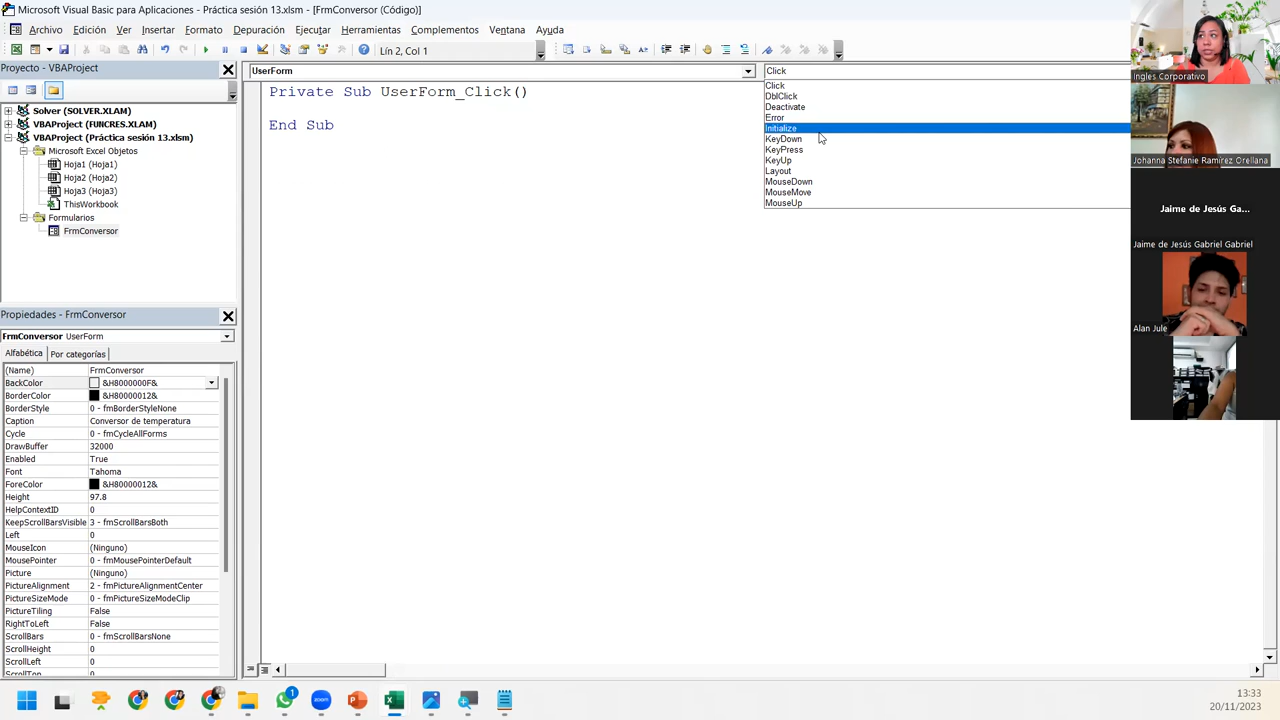 Microsoft Visual Basic para Aplicaciones - Práctica sesión 13.xlsm - [FrmConversor (Código)]
Archivo Edición Ver Insertar Formato Depuración Ejecutar Herramientas Complementos Ventana Ayuda
Lín 2, Col 1
Proyecto - VBAProject
Solver (SOLVER.XLAM)
VBAProject (FUNCRES.XLAM)
VBAProject (Práctica sesión 13.xlsm)
Microcel Objetos
Hoja1 (Hoja1)
Hoja2 (Hoja2)
Hoja3 (Hoja3)
ThisWorkbook
Formularios
FrmConversor
Propiedades - FrmConversor
FrmConversor UserForm
Alfabética Por categorías
(Name) FrmConversor
BackColor &H8000000F&
BorderColor &H80000012&
BorderStyle 0 - fmBorderStyleNone
Caption Conversor de temperatura
Cycle 0 - fmCycleAllForms
DrawBuffer 32000
Enabled True
Font Tahoma
ForeColor &H80000012&
Height 97.8
HelpContextID 0
KeepScrollBarsVisible 3 - fmScrollBarsBoth
Left 0
MouseIcon (Ninguno)
MousePointer 0 - fmMousePointerDefault
Picture (Ninguno)
PictureAlignment 2 - fmPictureAlignmentCenter
PictureSizeMode 0 - fmPictureSizeModeClip
PictureTiling False
RightToLeft False
ScrollBars 0 - fmScrollBarsNone
ScrollHeight 0
ScrollLeft 0
ScrollTop 0
UserForm
Click
Private Sub UserForm_Click()
End Sub
Click
DblClick
Deactivate
Error
Initialize
KeyDown
KeyPress
KeyUp
Layout
MouseDown
MouseMove
MouseUp
Ingles Corporativo
Johanna Stefanie Ramírez Orellana
Jaime de Jesús Ga...
Jaime de Jesús Gabriel Gabriel
Alan Jule
1
zoom
13:33
20/11/2023